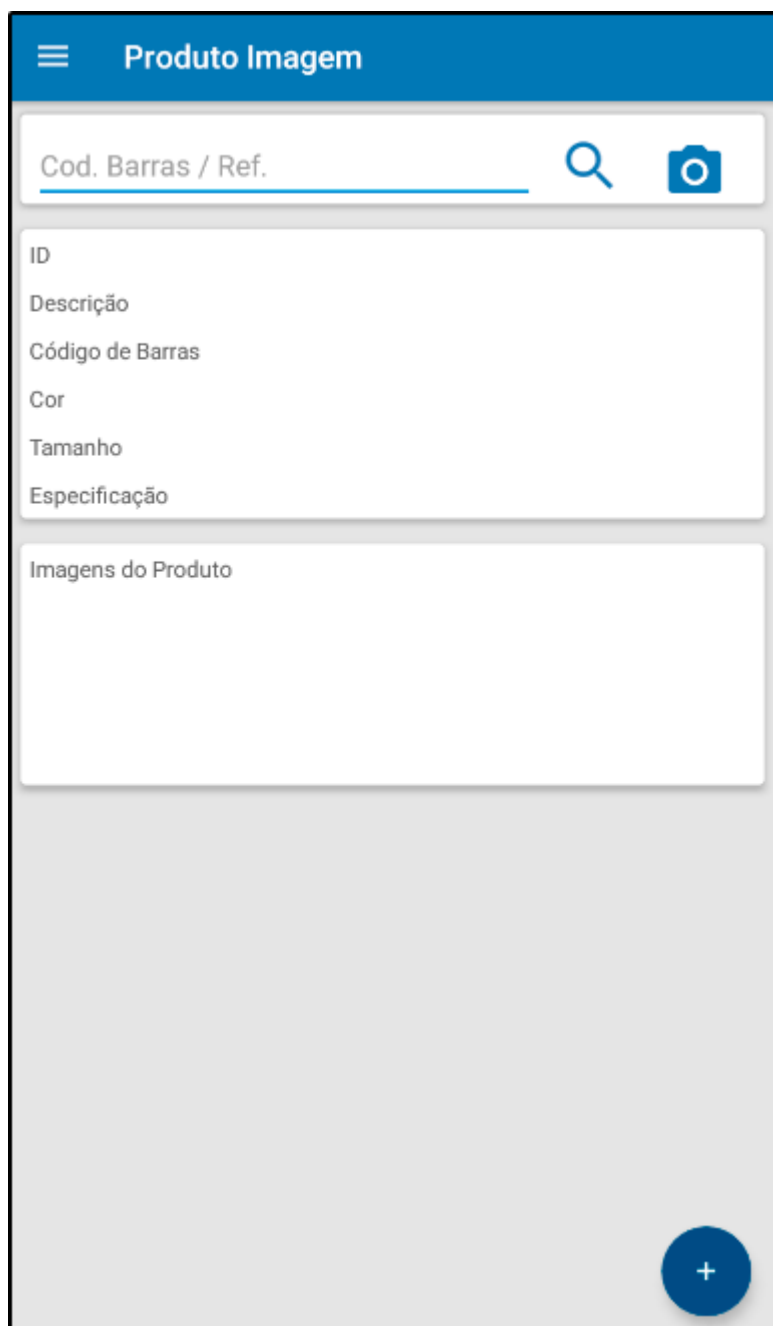 Produto Imagem
Cod. Barras / Ref.
ID
Descrição
Código de Barras
Cor
Tamanho
Especificação
Imagens do Produto
+